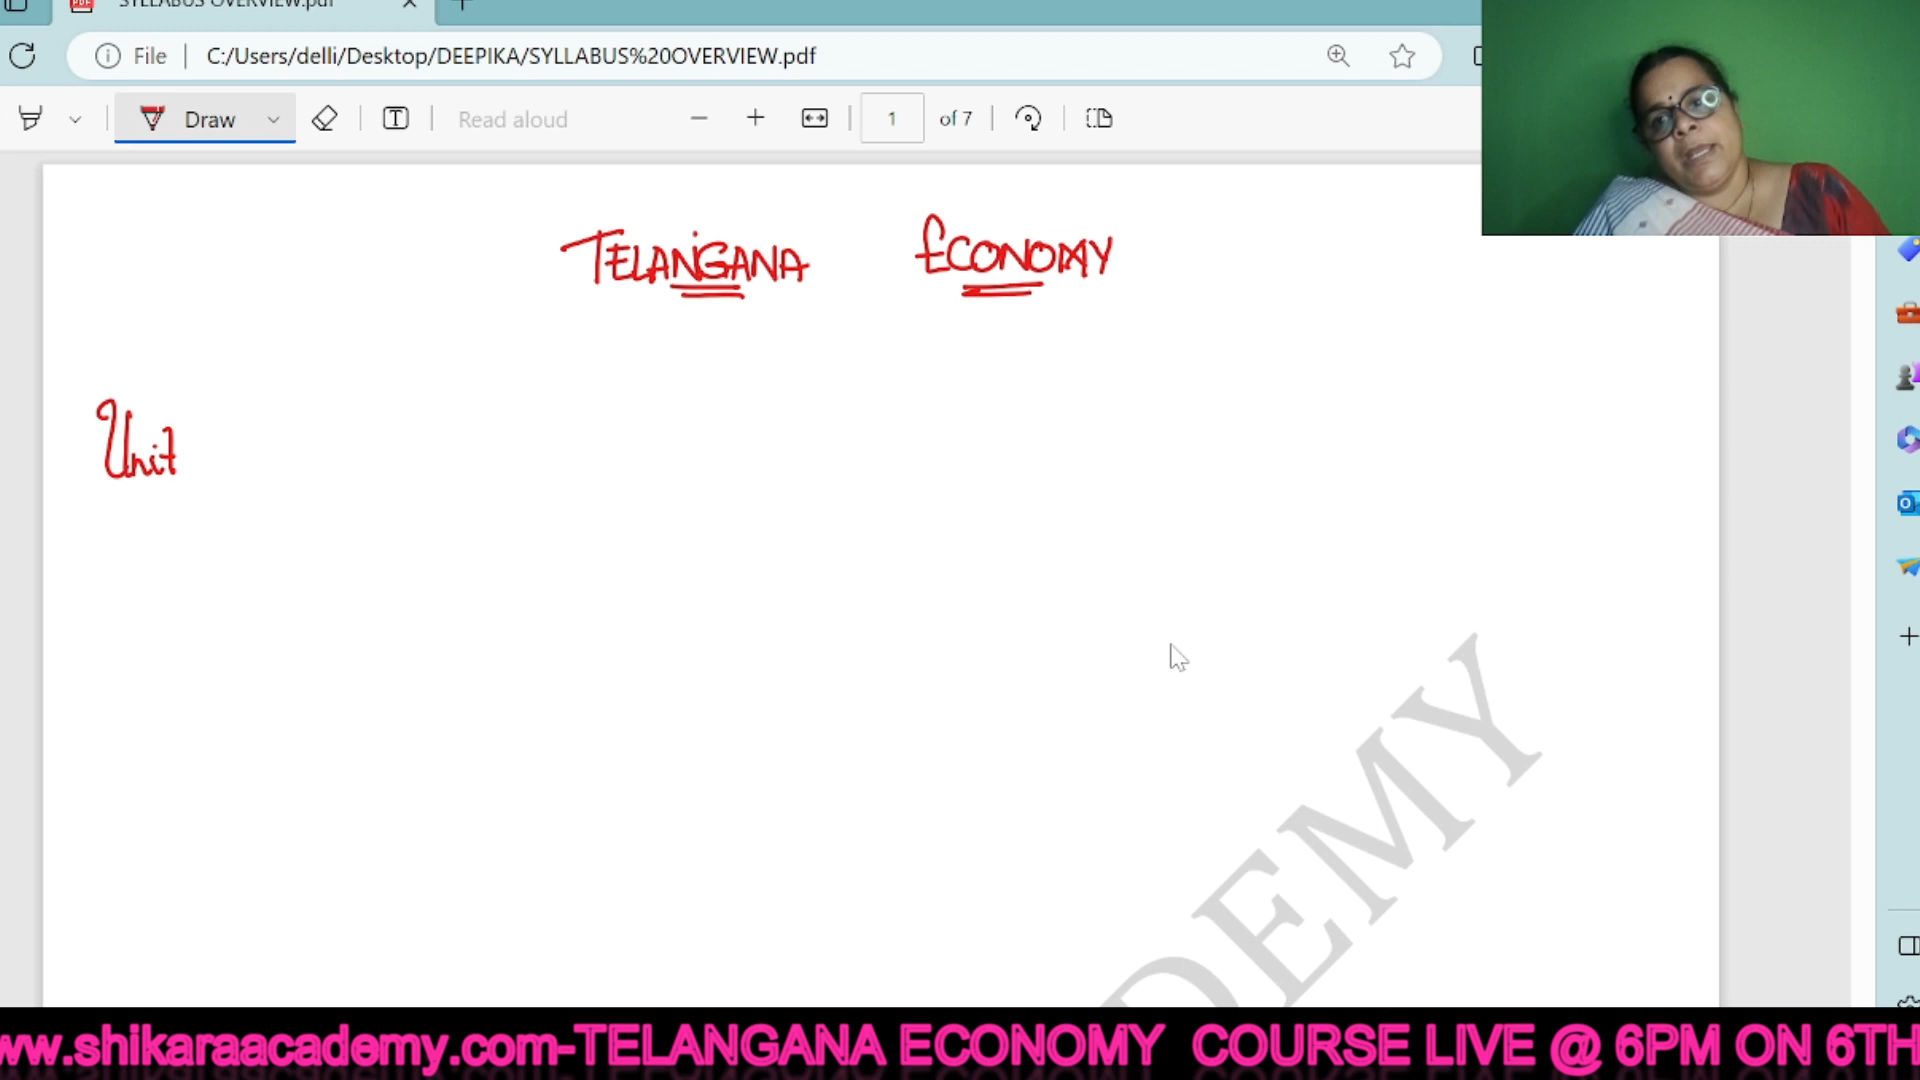 SYLLABUS OVERVIEW.pdf
File C:/Users/delli/Desktop/DEEPIKA/SYLLABUS%20OVERVIEW.pdf
Draw T Read aloud 1 of 7
TELANGANA ECONOMY
Unit
DEMY
www.shikaraacademy.com-TELANGANA ECONOMY COURSE LIVE @ 6PM ON 6TH